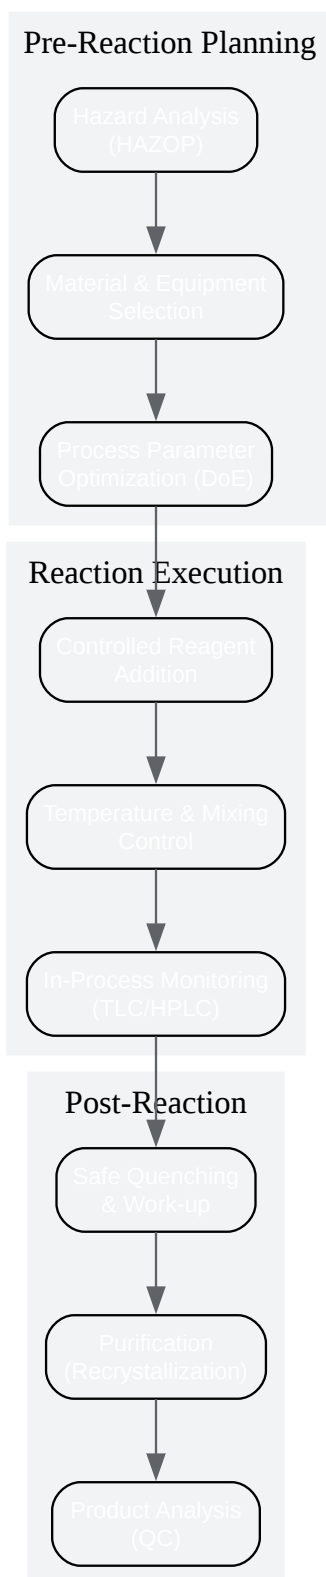 Pre-Reaction Planning
Hazard Analysis
(HAZOP)
Material & Equipment
Selection
Process Parameter
Optimization (DoE)
Reaction Execution
Controlled Reagent
Addition
Temperature & Mixing
Control
In-Process Monitoring
(TLC/HPLC)
Post-Reaction
Safe Quenching
& Work-up
Purification
(Recrystallization)
Product Analysis
(QC)